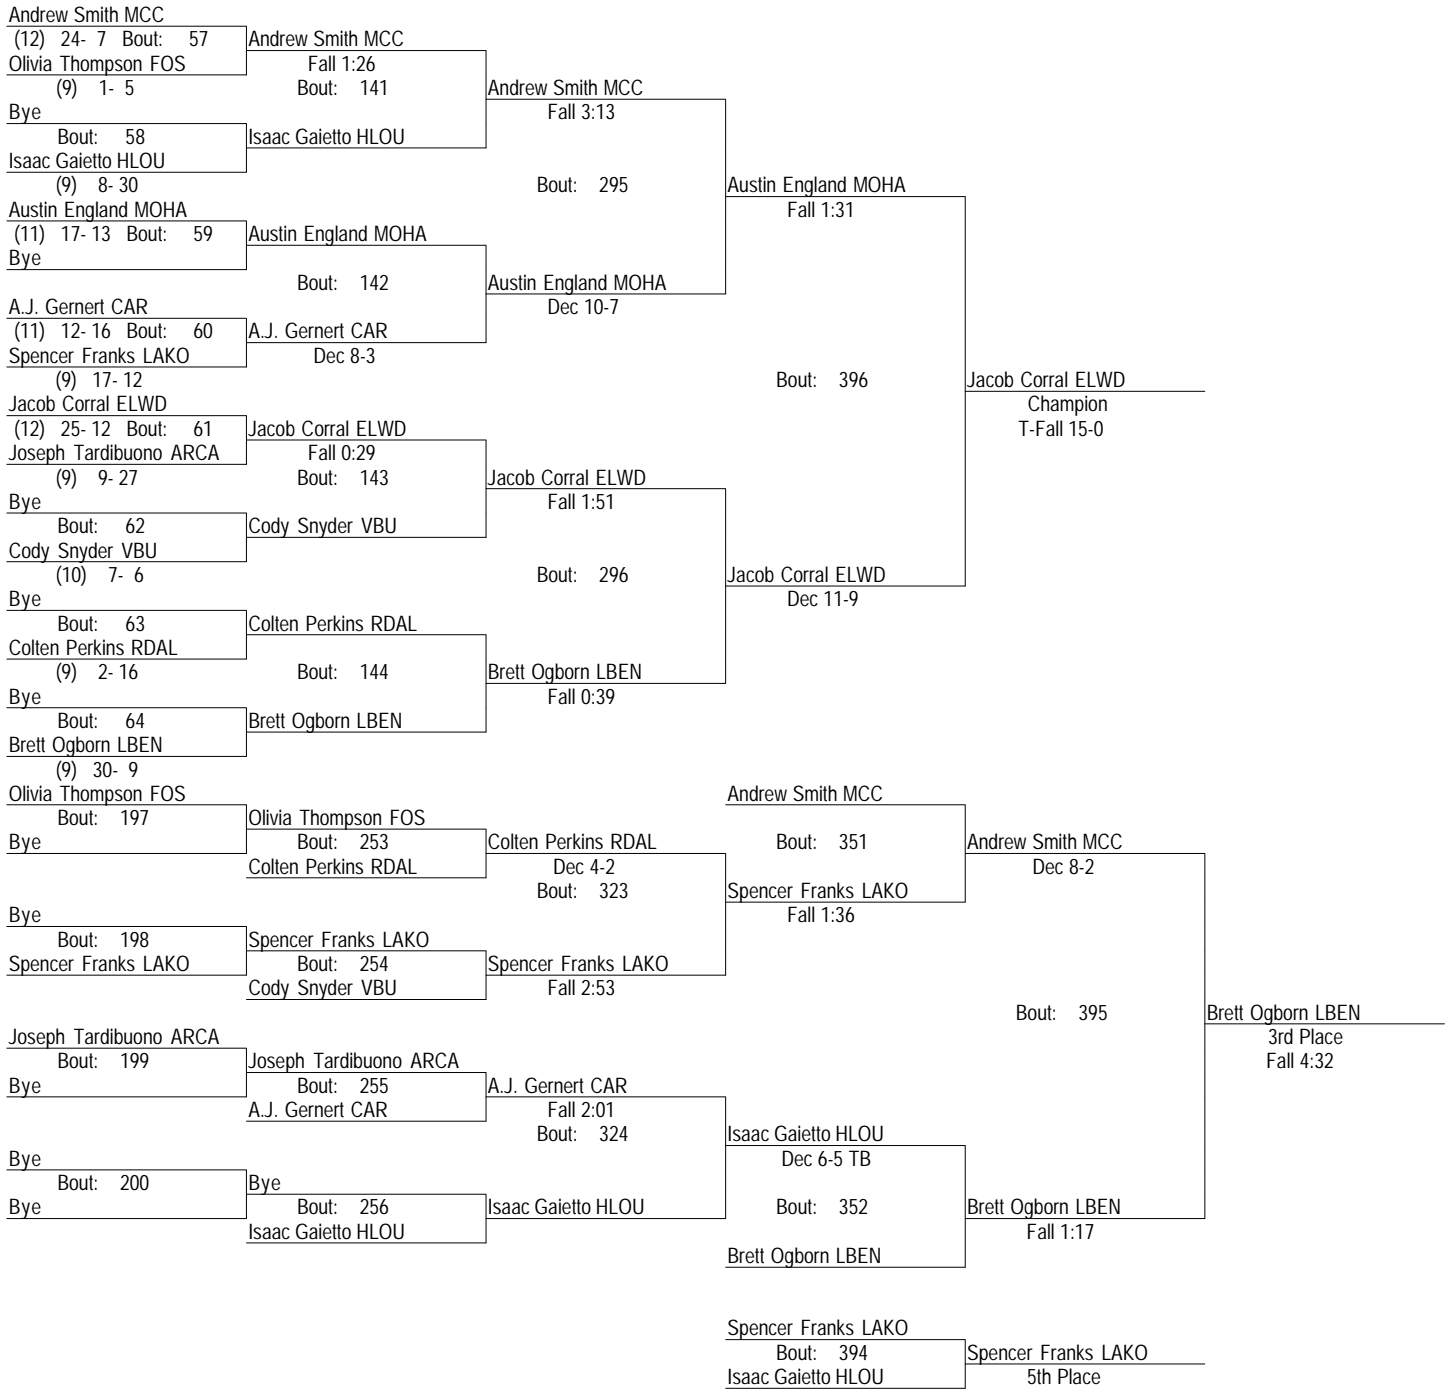 Andrew Smith MCC
(12) 24- 7 Bout: 57 Andrew Smith MCC
Olivia Thompson FOS Fall 1:26
(9) 1- 5 Bout: 141 Andrew Smith MCC
Bye Fall 3:13
Bout: 58 Isaac Gaietto HLOU
Isaac Gaietto HLOU
(9) 8- 30 Bout: 295 Austin England MOHA
Austin England MOHA Fall 1:31
(11) 17- 13 Bout: 59 Austin England MOHA
Bye
Bout: 142 Austin England MOHA
A.J. Gernert CAR Dec 10-7
(11) 12- 16 Bout: 60 A.J. Gernert CAR
Spencer Franks LAKO Dec 8-3
(9) 17- 12 Bout: 396 Jacob Corral ELWD
Jacob Corral ELWD Champion
(12) 25- 12 Bout: 61 Jacob Corral ELWD T-Fall 15-0
Joseph Tardibuono ARCA Fall 0:29
(9) 9- 27 Bout: 143 Jacob Corral ELWD
Bye Fall 1:51
Bout: 62 Cody Snyder VBU
Cody Snyder VBU
(10) 7- 6 Bout: 296 Jacob Corral ELWD
Bye Dec 11-9
Bout: 63 Colten Perkins RDAL
Colten Perkins RDAL
(9) 2- 16 Bout: 144 Brett Ogborn LBEN
Bye Fall 0:39
Bout: 64 Brett Ogborn LBEN
Brett Ogborn LBEN
(9) 30- 9
Olivia Thompson FOS Andrew Smith MCC
Bout: 197 Olivia Thompson FOS
Bye Bout: 253 Colten Perkins RDAL Bout: 351 Andrew Smith MCC
Colten Perkins RDAL Dec 4-2 Dec 8-2
Bout: 323 Spencer Franks LAKO
Bye Fall 1:36
Bout: 198 Spencer Franks LAKO
Spencer Franks LAKO Bout: 254 Spencer Franks LAKO
Cody Snyder VBU Fall 2:53
Bout: 395 Brett Ogborn LBEN
Joseph Tardibuono ARCA 3rd Place
Bout: 199 Joseph Tardibuono ARCA Fall 4:32
Bye Bout: 255 A.J. Gernert CAR
A.J. Gernert CAR Fall 2:01
Bout: 324 Isaac Gaietto HLOU
Bye Dec 6-5 TB
Bout: 200 Bye
Bye Bout: 256 Isaac Gaietto HLOU Bout: 352 Brett Ogborn LBEN
Isaac Gaietto HLOU Fall 1:17
Brett Ogborn LBEN
Spencer Franks LAKO
Bout: 394 Spencer Franks LAKO
Isaac Gaietto HLOU 5th Place